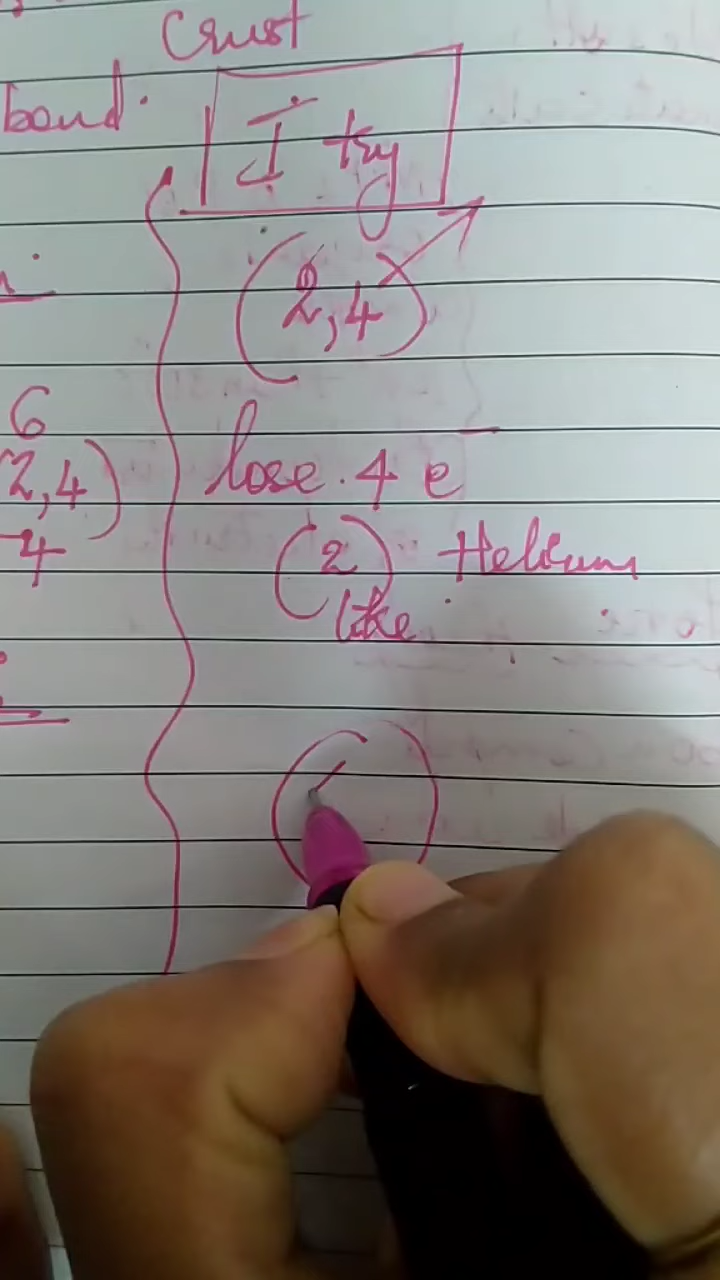 Crust
bond.
I try
(2,4)
6
(2,4)
4
lose. 4 e⁻
(2) Helium
like